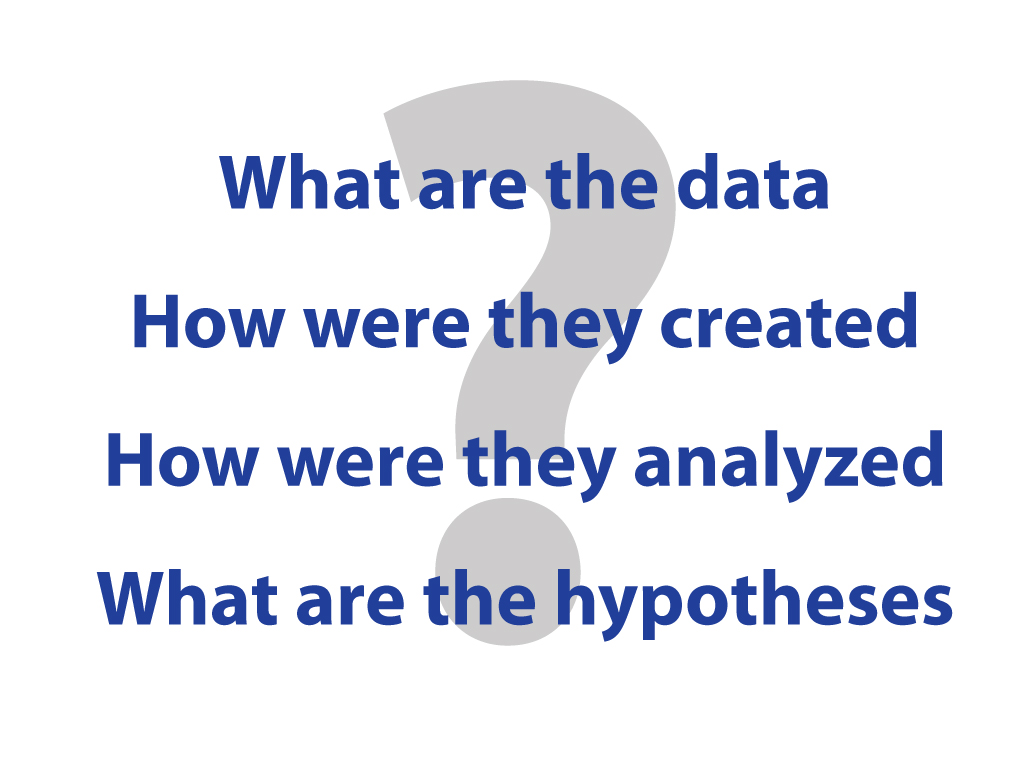 What are the data
How were they created
How were they analyzed
What are the hypotheses
?